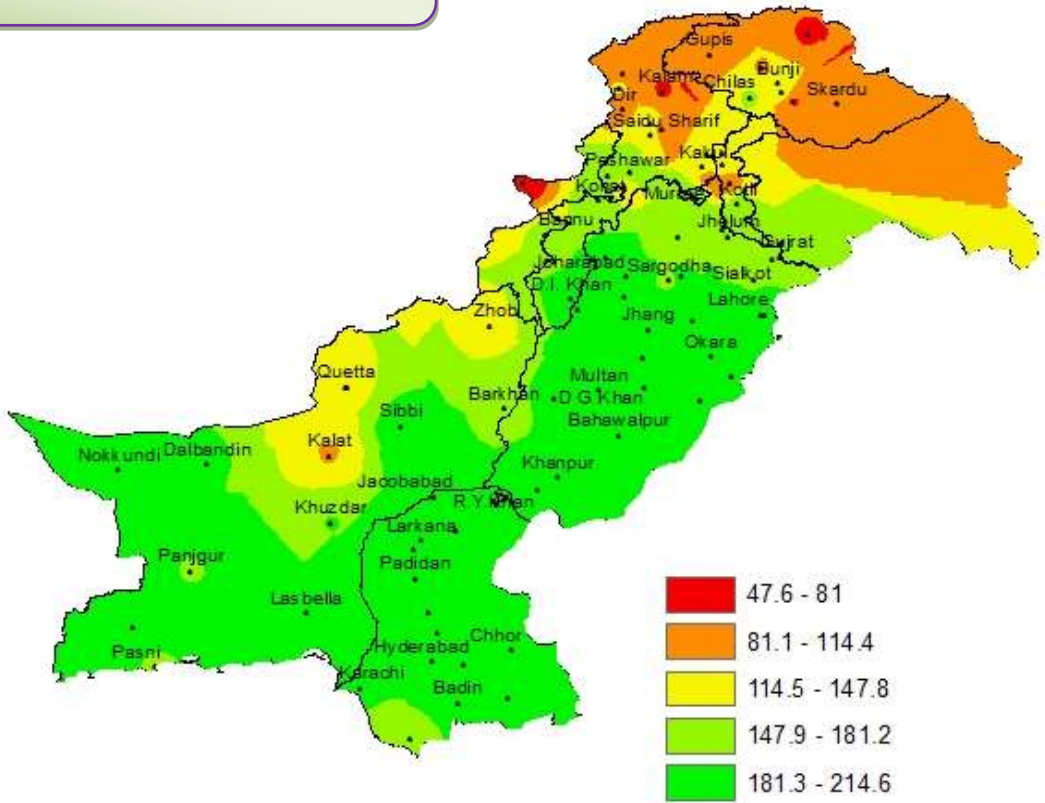 Gupis
Bunji
Chilas
Skardu
Dir
Saidu Sharif
Peshawar
Bannu
Jhelum
Gujrat
Joharabad
Sargodha
Sialkot
D.I. Khan
Lahore
Zhob
Jhang
Okara
Quetta
Multan
Barkhan
D G Khan
Sibbi
Bahawalpur
Kalat
Nokkundi
Dalbandin
Khanpur
Jacobabad
Khuzdar
R.Y.Khan
Larkana
Panjgur
Padidan
Lasbella
Chhor
Hyderabad
Pasni
Karachi
Badin
47.6 - 81
81.1 - 114.4
114.5 - 147.8
147.9 - 181.2
181.3 - 214.6